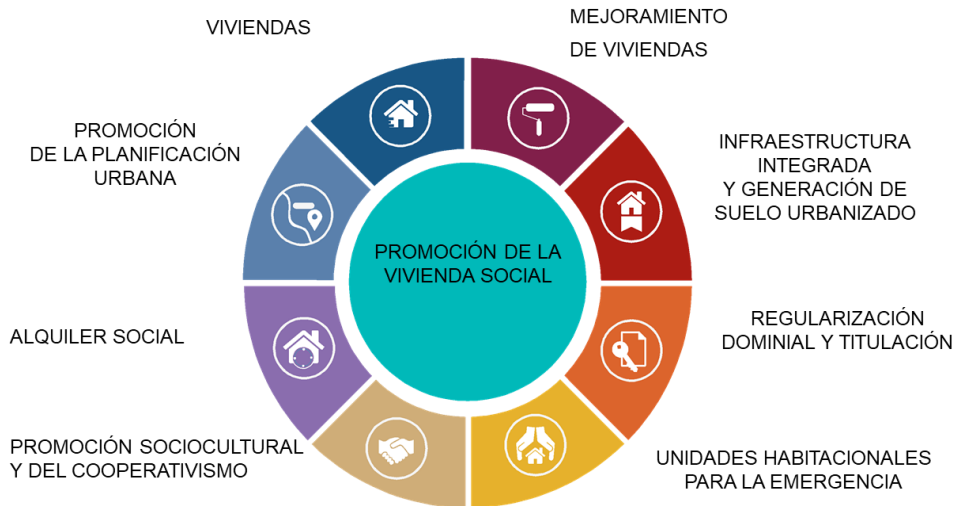 VIVIENDAS
MEJORAMIENTO
DE VIVIENDAS
PROMOCIÓN
DE LA PLANIFICACIÓN
URBANA
INFRAESTRUCTURA
INTEGRADA
Y GENERACIÓN DE
SUELO URBANIZADO
PROMOCIÓN DE LA
VIVIENDA SOCIAL
ALQUILER SOCIAL
REGULARIZACIÓN
DOMINIAL Y TITULACIÓN
PROMOCIÓN SOCIOCULTURAL
Y DEL COOPERATIVISMO
UNIDADES HABITACIONALES
PARA LA EMERGENCIA